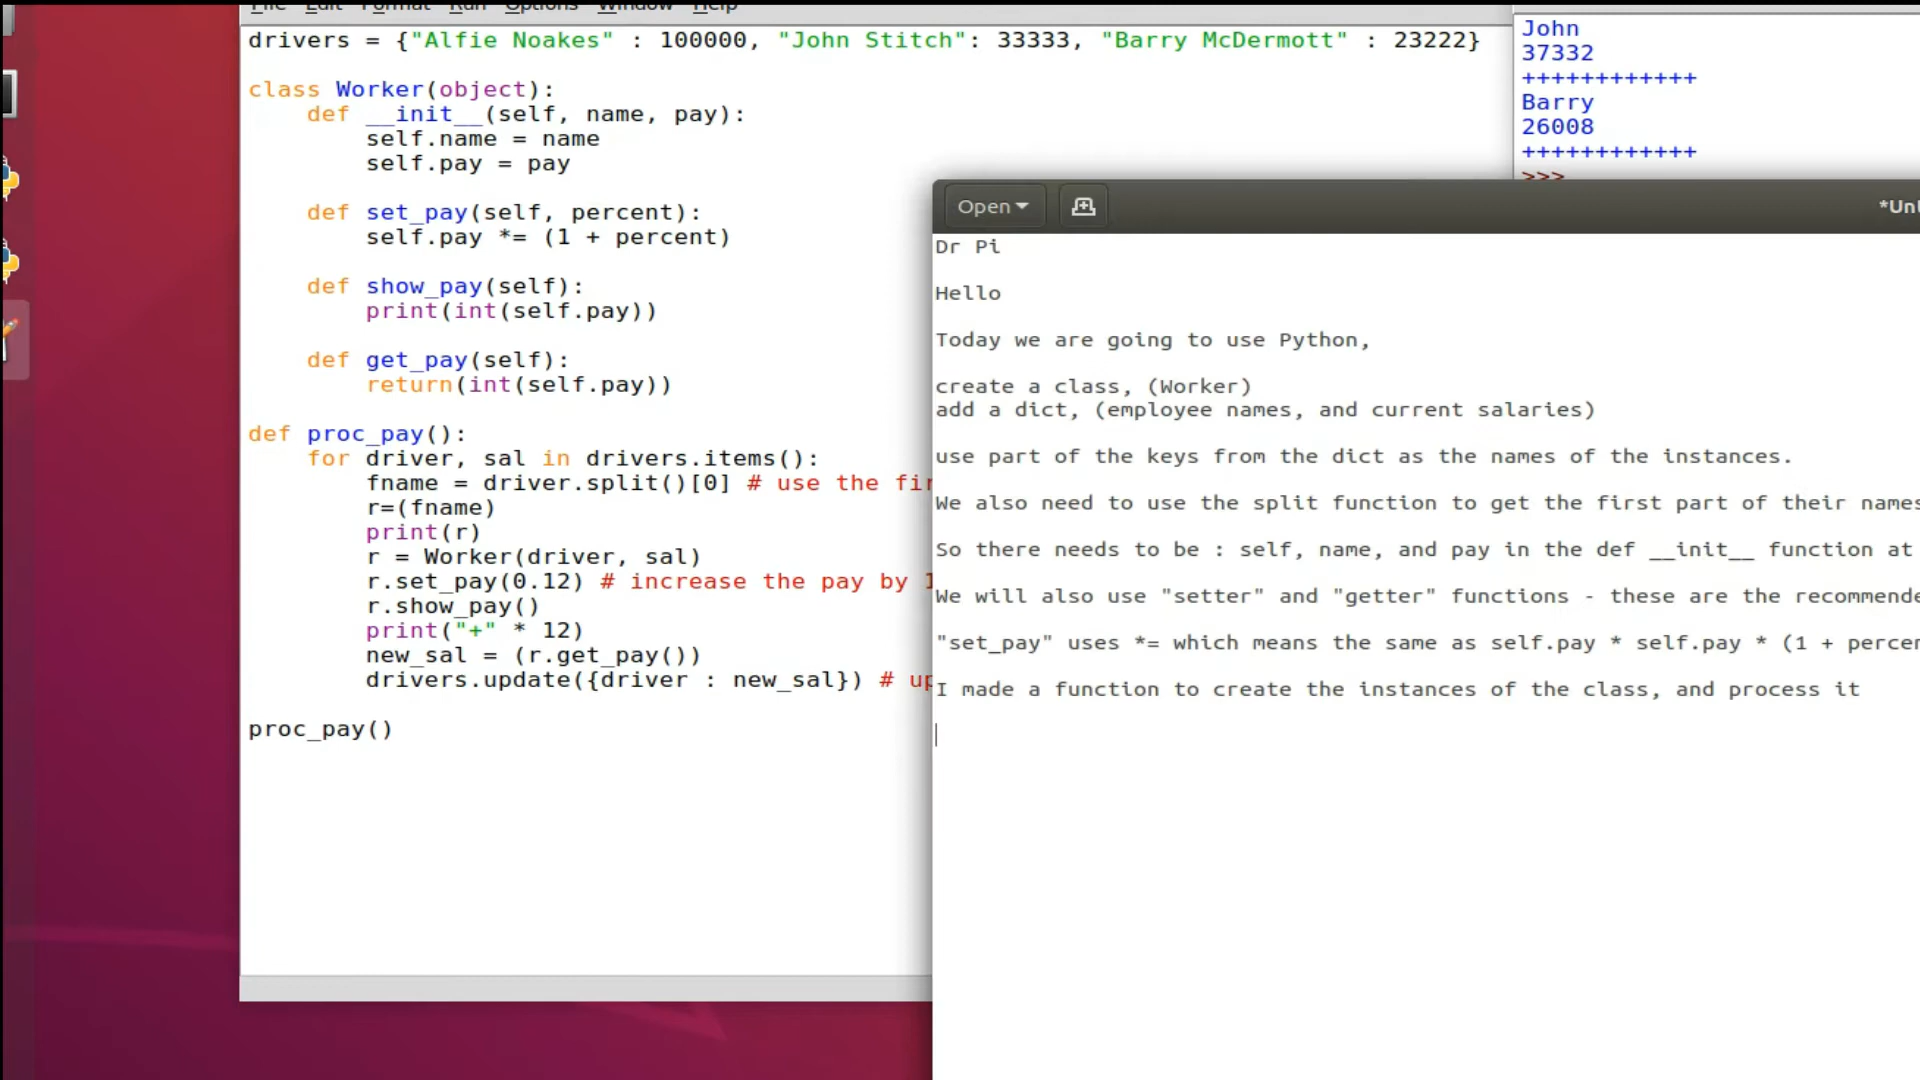 File Edit Format Run Options Window Help
drivers = {"Alfie Noakes" : 100000, "John Stitch": 33333, "Barry McDermott" : 23222}
class Worker(object):
def __init__(self, name, pay):
self.name = name
self.pay = pay
def set_pay(self, percent):
self.pay *= (1 + percent)
def show_pay(self):
print(int(self.pay))
def get_pay(self):
return(int(self.pay))
def proc_pay():
for driver, sal in drivers.items():
fname = driver.split()[0] # use the
r=(fname)
print(r)
r = Worker(driver, sal)
r.set_pay(0.12) # increase the pay by
r.show_pay()
print("+" * 12)
new_sal = (r.get_pay())
drivers.update({driver : new_sal}) #
proc_pay()
John
37332
++++++++++++
Barry
26008
++++++++++++
>>>
Open
Dr Pi
Hello
Today we are going to use Python,
create a class, (Worker)
add a dict, (employee names, and current salaries)
use part of the keys from the dict as the names of the instances.
We also need to use the split function to get the first part of their names
So there needs to be : self, name, and pay in the def __init__ function at
We will also use "setter" and "getter" functions - these are the
"set_pay" uses *= which means the same as self.pay * self.pay * (1 +
I made a function to create the instances of the class, and process it